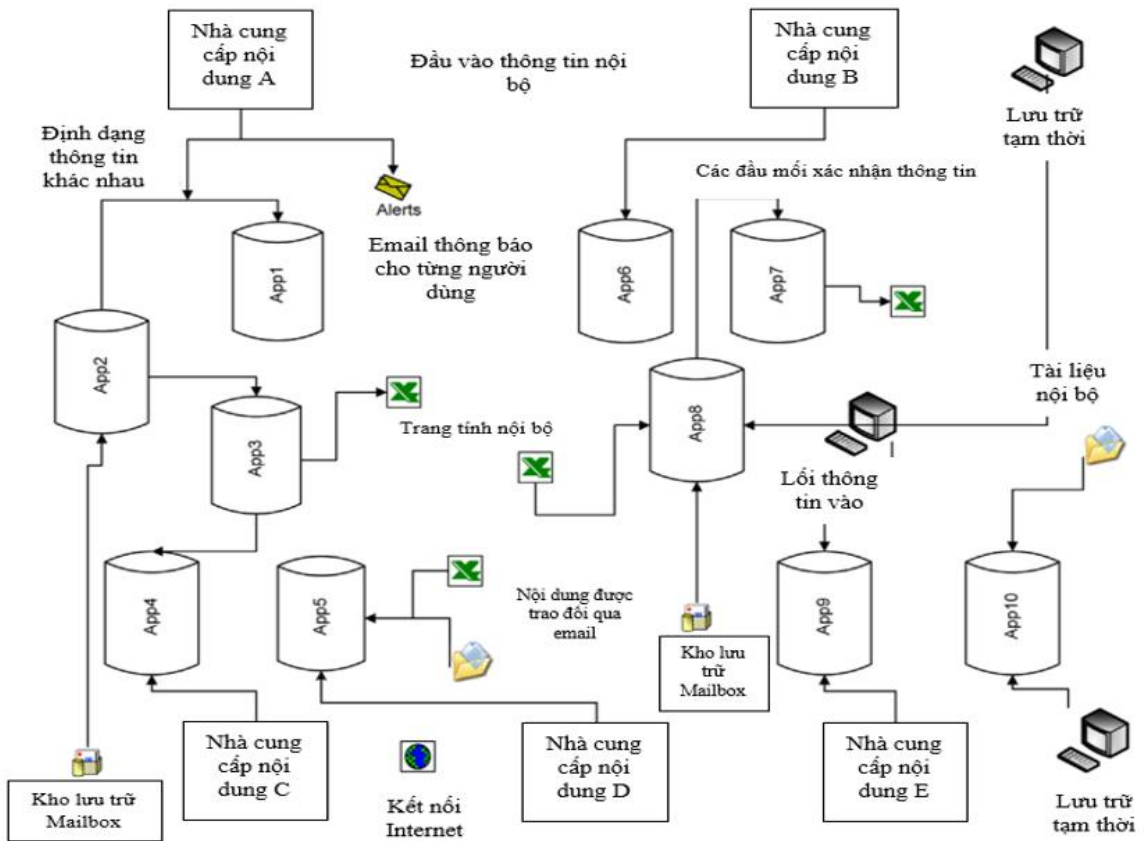 Nhà cung
cấp nội
dung A
Đầu vào thông tin nội
bộ
Nhà cung
cấp nội
dung B
Lưu trữ
tạm thời
Định dạng
thông tin
khác nhau
Alerts
Các đầu mối xác nhận thông tin
Email thông báo
cho từng người
dùng
App1
App6
App7
App2
App3
App8
Trang tính nội bộ
Tài liệu
nội bộ
Lổi thông
tin vào
App4
App5
Nội dung được
trao đổi qua
email
App9
App10
Kho lưu
trữ
Mailbox
Nhà cung
cấp nội
dung C
Nhà cung
cấp nội
dung D
Nhà cung
cấp nội
dung E
Kho lưu trữ
Mailbox
Kết nối
Internet
Lưu trữ
tạm thời